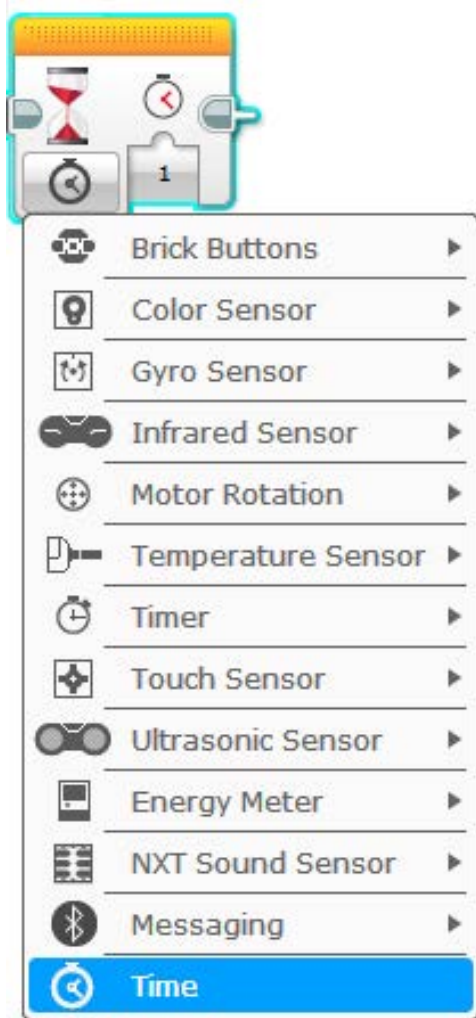 1
Brick Buttons
Color Sensor
Gyro Sensor
Infrared Sensor
Motor Rotation
Temperature Sensor
Timer
Touch Sensor
Ultrasonic Sensor
Energy Meter
NXT Sound Sensor
Messaging
Time